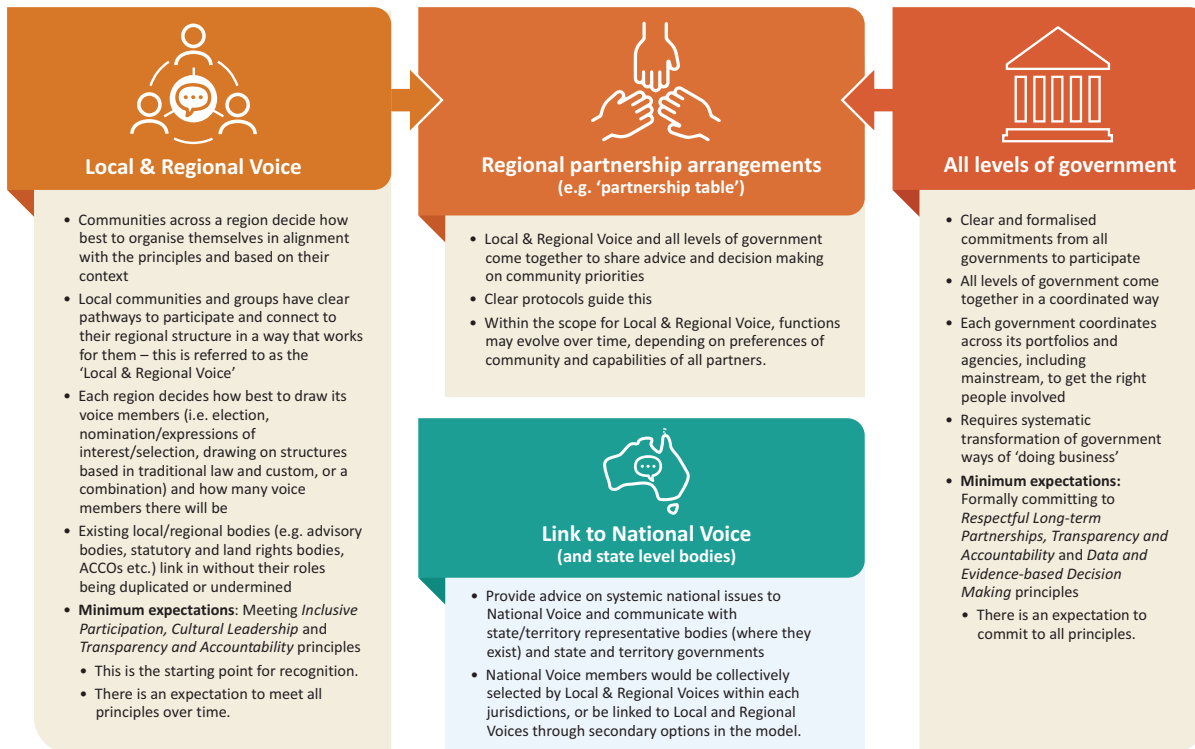 Local & Regional Voice
• Communities across a region decide how
best to organise themselves in alignment
with the principles and based on their
context
• Local communities and groups have clear
pathways to participate and connect to
their regional structure in a way that works
for them – this is referred to as the
‘Local & Regional Voice’
• Each region decides how best to draw its
voice members (i.e. election,
nomination/expressions of
interest/selection, drawing on structures
based in traditional law and custom, or a
combination) and how many voice
members there will be
• Existing local/regional bodies (e.g. advisory
bodies, statutory and land rights bodies,
ACCOs etc.) link in without their roles
being duplicated or undermined
• Minimum expectations: Meeting Inclusive
Participation, Cultural Leadership and
Transparency and Accountability principles
• This is the starting point for recognition.
• There is an expectation to meet all
principles over time.
Regional partnership arrangements
(e.g. ‘partnership table’)
• Local & Regional Voice and all levels of government
come together to share advice and decision making
on community priorities
• Clear protocols guide this
• Within the scope for Local & Regional Voice, functions
may evolve over time, depending on preferences of
community and capabilities of all partners.
Link to National Voice
(and state level bodies)
• Provide advice on systemic national issues to
National Voice and communicate with
state/territory representative bodies (where they
exist) and state and territory governments
• National Voice members would be collectively
selected by Local & Regional Voices within each
jurisdictions, or be linked to Local and Regional
Voices through secondary options in the model.
All levels of government
• Clear and formalised
commitments from all
governments to participate
• All levels of government come
together in a coordinated way
• Each government coordinates
across its portfolios and
agencies, including
mainstream, to get the right
people involved
• Requires systematic
transformation of government
ways of ‘doing business’
• Minimum expectations:
Formally committing to
Respectful Long-term
Partnerships, Transparency and
Accountability and Data and
Evidence-based Decision
Making principles
• There is an expectation to
commit to all principles.